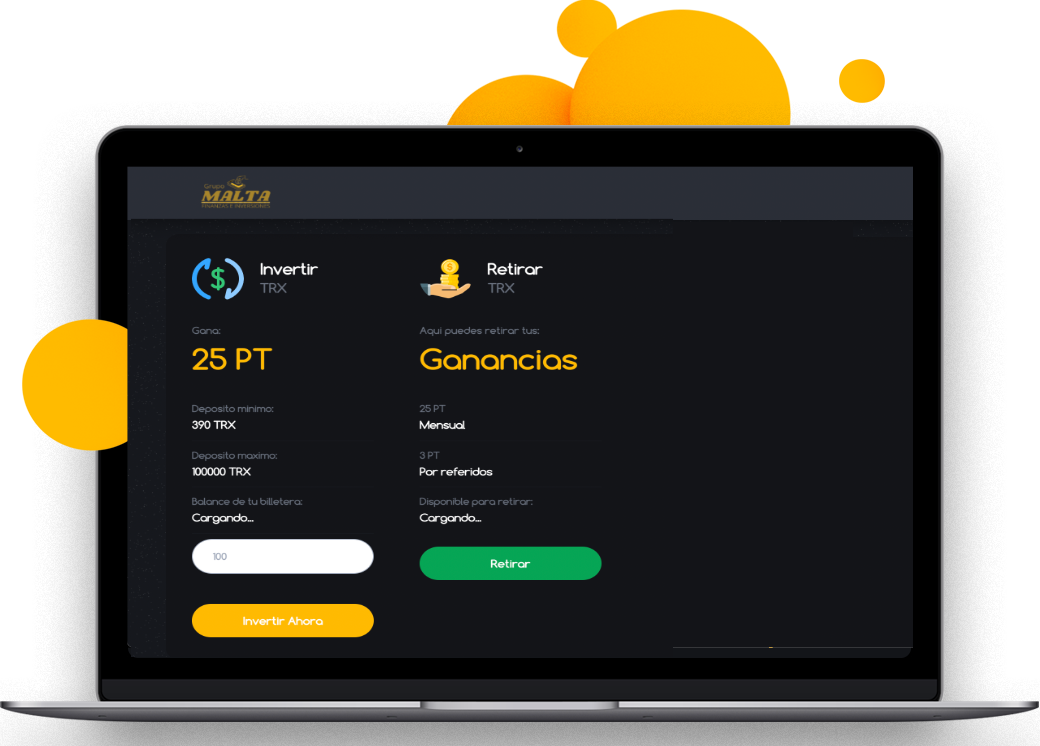 Grupo
MALTA
FINANZAS E INVERSIONES
Invertir
TRX
Gana:
25 PT
Deposito minimo:
390 TRX
Deposito maximo:
100000 TRX
Balance de tu billetera:
Cargando...
100
Invertir Ahora
Retirar
TRX
Aqui puedes retirar tus:
Ganancias
25 PT
Mensual
3 PT
Por referidos
Disponible para retirar:
Cargando...
Retirar